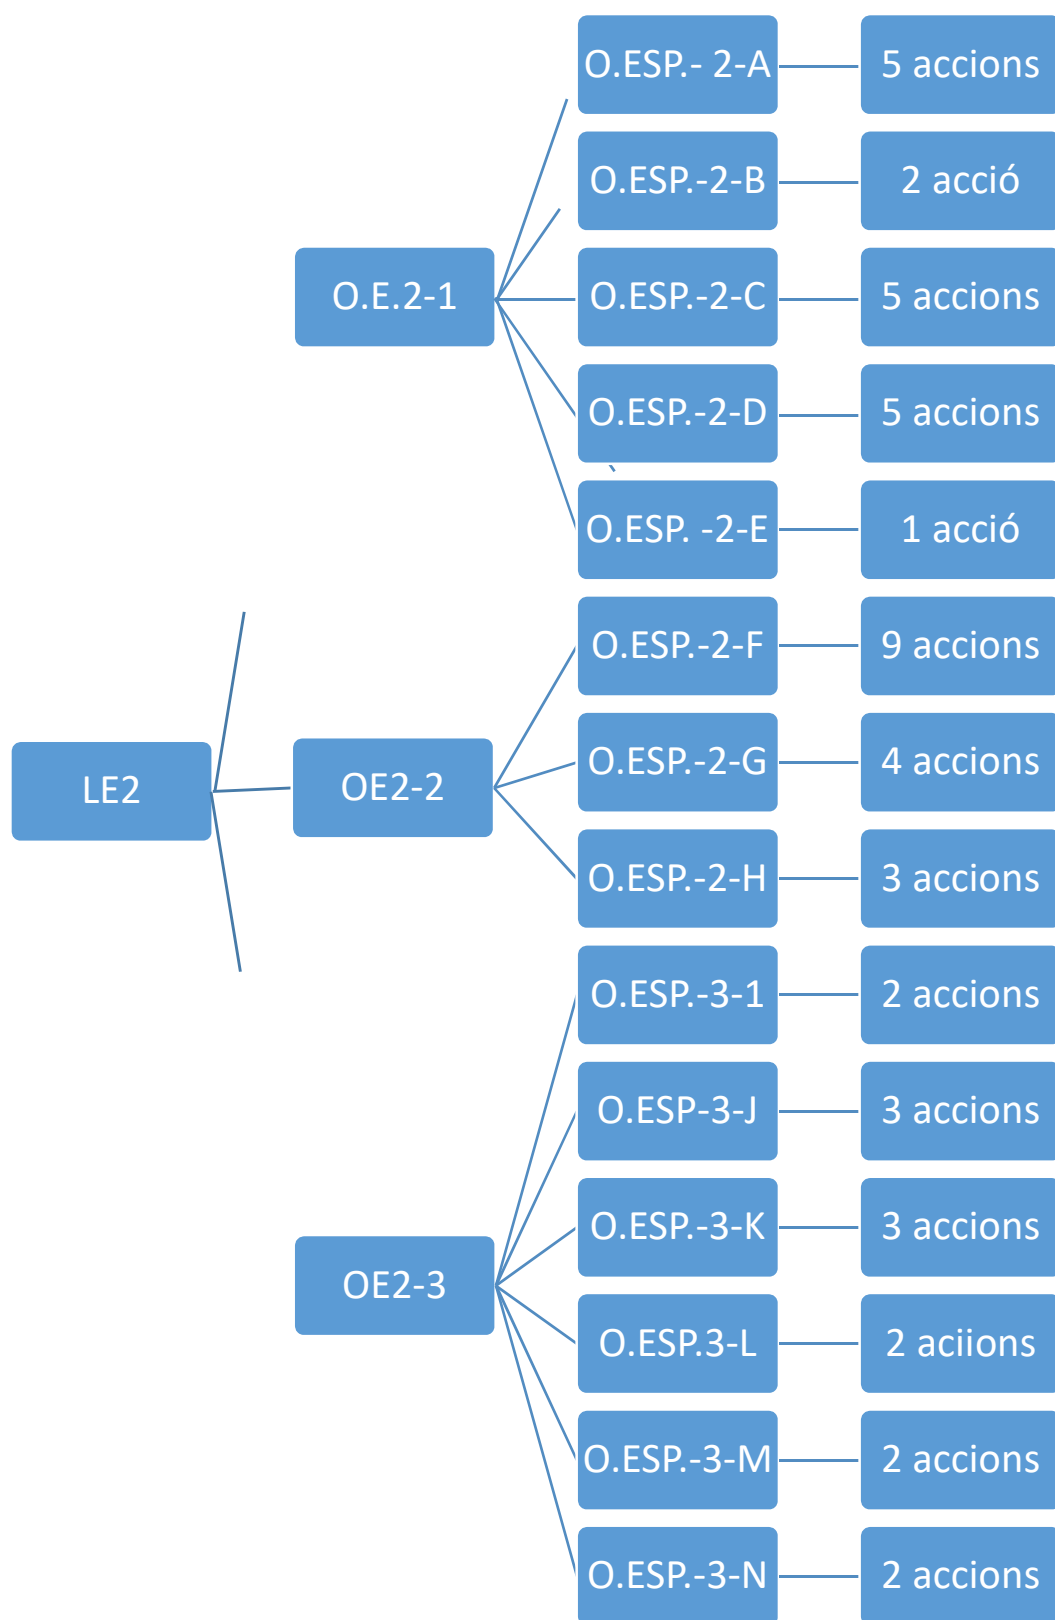 O.ESP.- 2-A
5 accions
O.ESP.-2-B
2 acció
O.E.2-1
O.ESP.-2-C
5 accions
O.ESP.-2-D
5 accions
O.ESP. -2-E
1 acció
O.ESP.-2-F
9 accions
LE2
OE2-2
O.ESP.-2-G
4 accions
O.ESP.-2-H
3 accions
O.ESP.-3-1
2 accions
O.ESP-3-J
3 accions
O.ESP.-3-K
3 accions
OE2-3
O.ESP.3-L
2 aciions
O.ESP.-3-M
2 accions
O.ESP.-3-N
2 accions